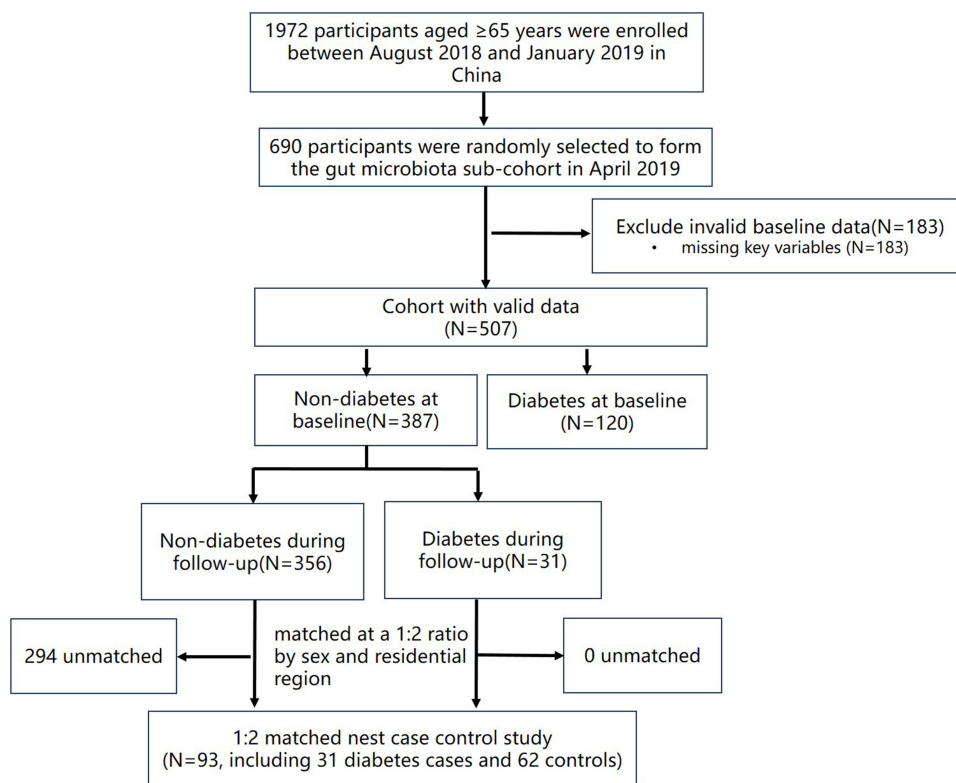 1972 participants aged ≥65 years were enrolled
between August 2018 and January 2019 in
China
690 participants were randomly selected to form
the gut microbiota sub-cohort in April 2019
Exclude invalid baseline data(N=183)
• missing key variables (N=183)
Cohort with valid data
(N=507)
Non-diabetes at
baseline(N=387)
Diabetes at baseline
(N=120)
Non-diabetes during
follow-up(N=356)
Diabetes during
follow-up(N=31)
294 unmatched
matched at a 1:2 ratio
by sex and residential
region
0 unmatched
1:2 matched nest case control study
(N=93, including 31 diabetes cases and 62 controls)